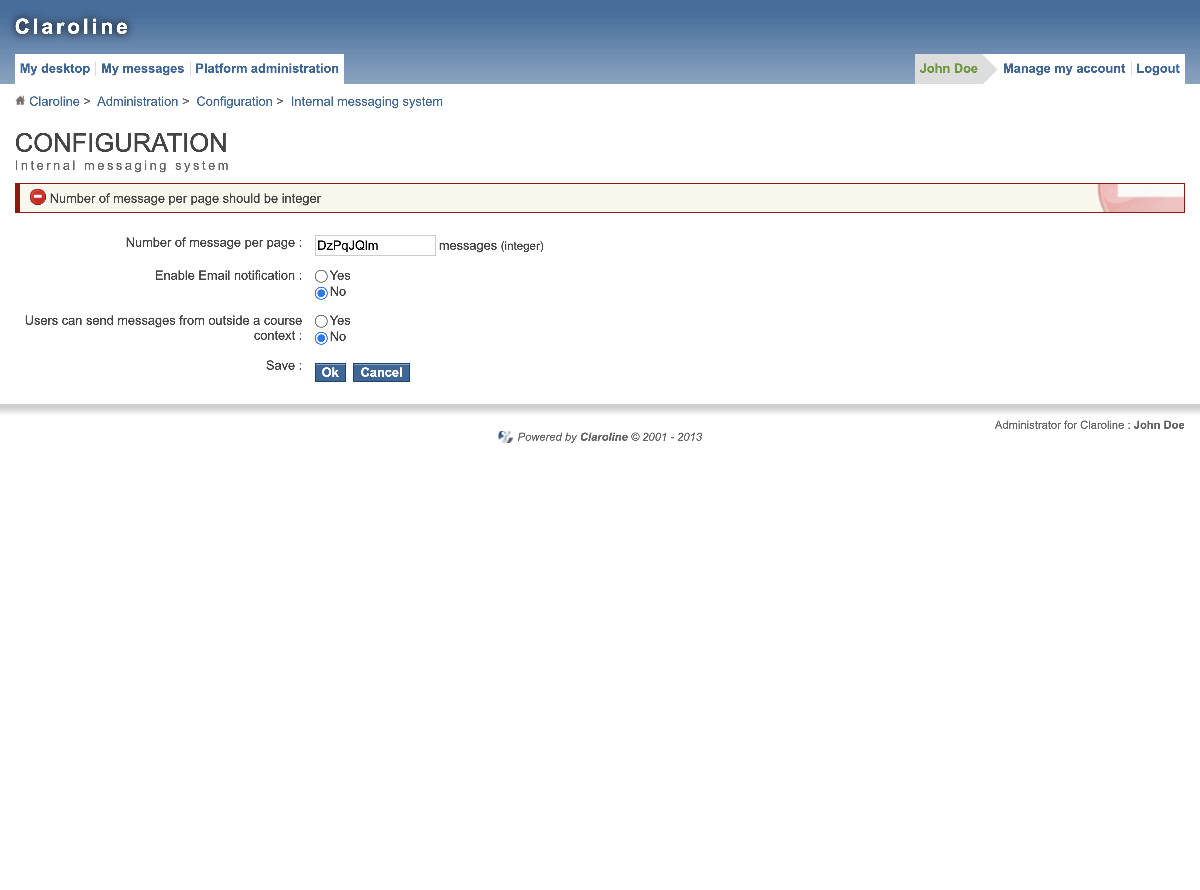 Claroline
My desktop My messages Platform administration John Doe Manage my account Logout
Claroline > Administration > Configuration > Internal messaging system
CONFIGURATION
Internal messaging system
Number of message per page should be integer
Number of message per page : DzPqJQlm messages (integer)
Enable Email notification : Yes
No
Users can send messages from outside a course Yes
context : No
Save : Ok Cancel
Administrator for Claroline : John Doe
Powered by Claroline © 2001 - 2013